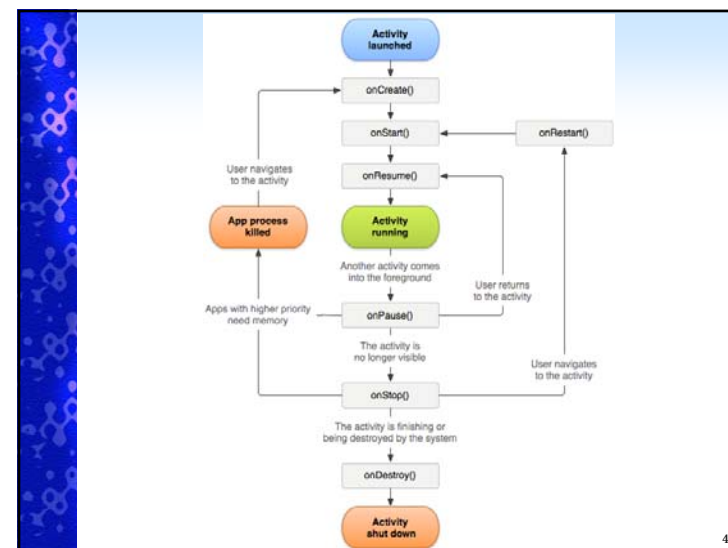 Activity
launched
onCreate()
onStart()
onRestart()
User navigates
to the activity
onResume()
App process
killed
Activity
running
Another activity comes
into the foreground
User returns
to the activity
Apps with higher priority
need memory
onPause()
The activity is
no longer visible
User navigates
to the activity
onStop()
The activity is finishing or
being destroyed by the system
onDestroy()
Activity
shut down
4